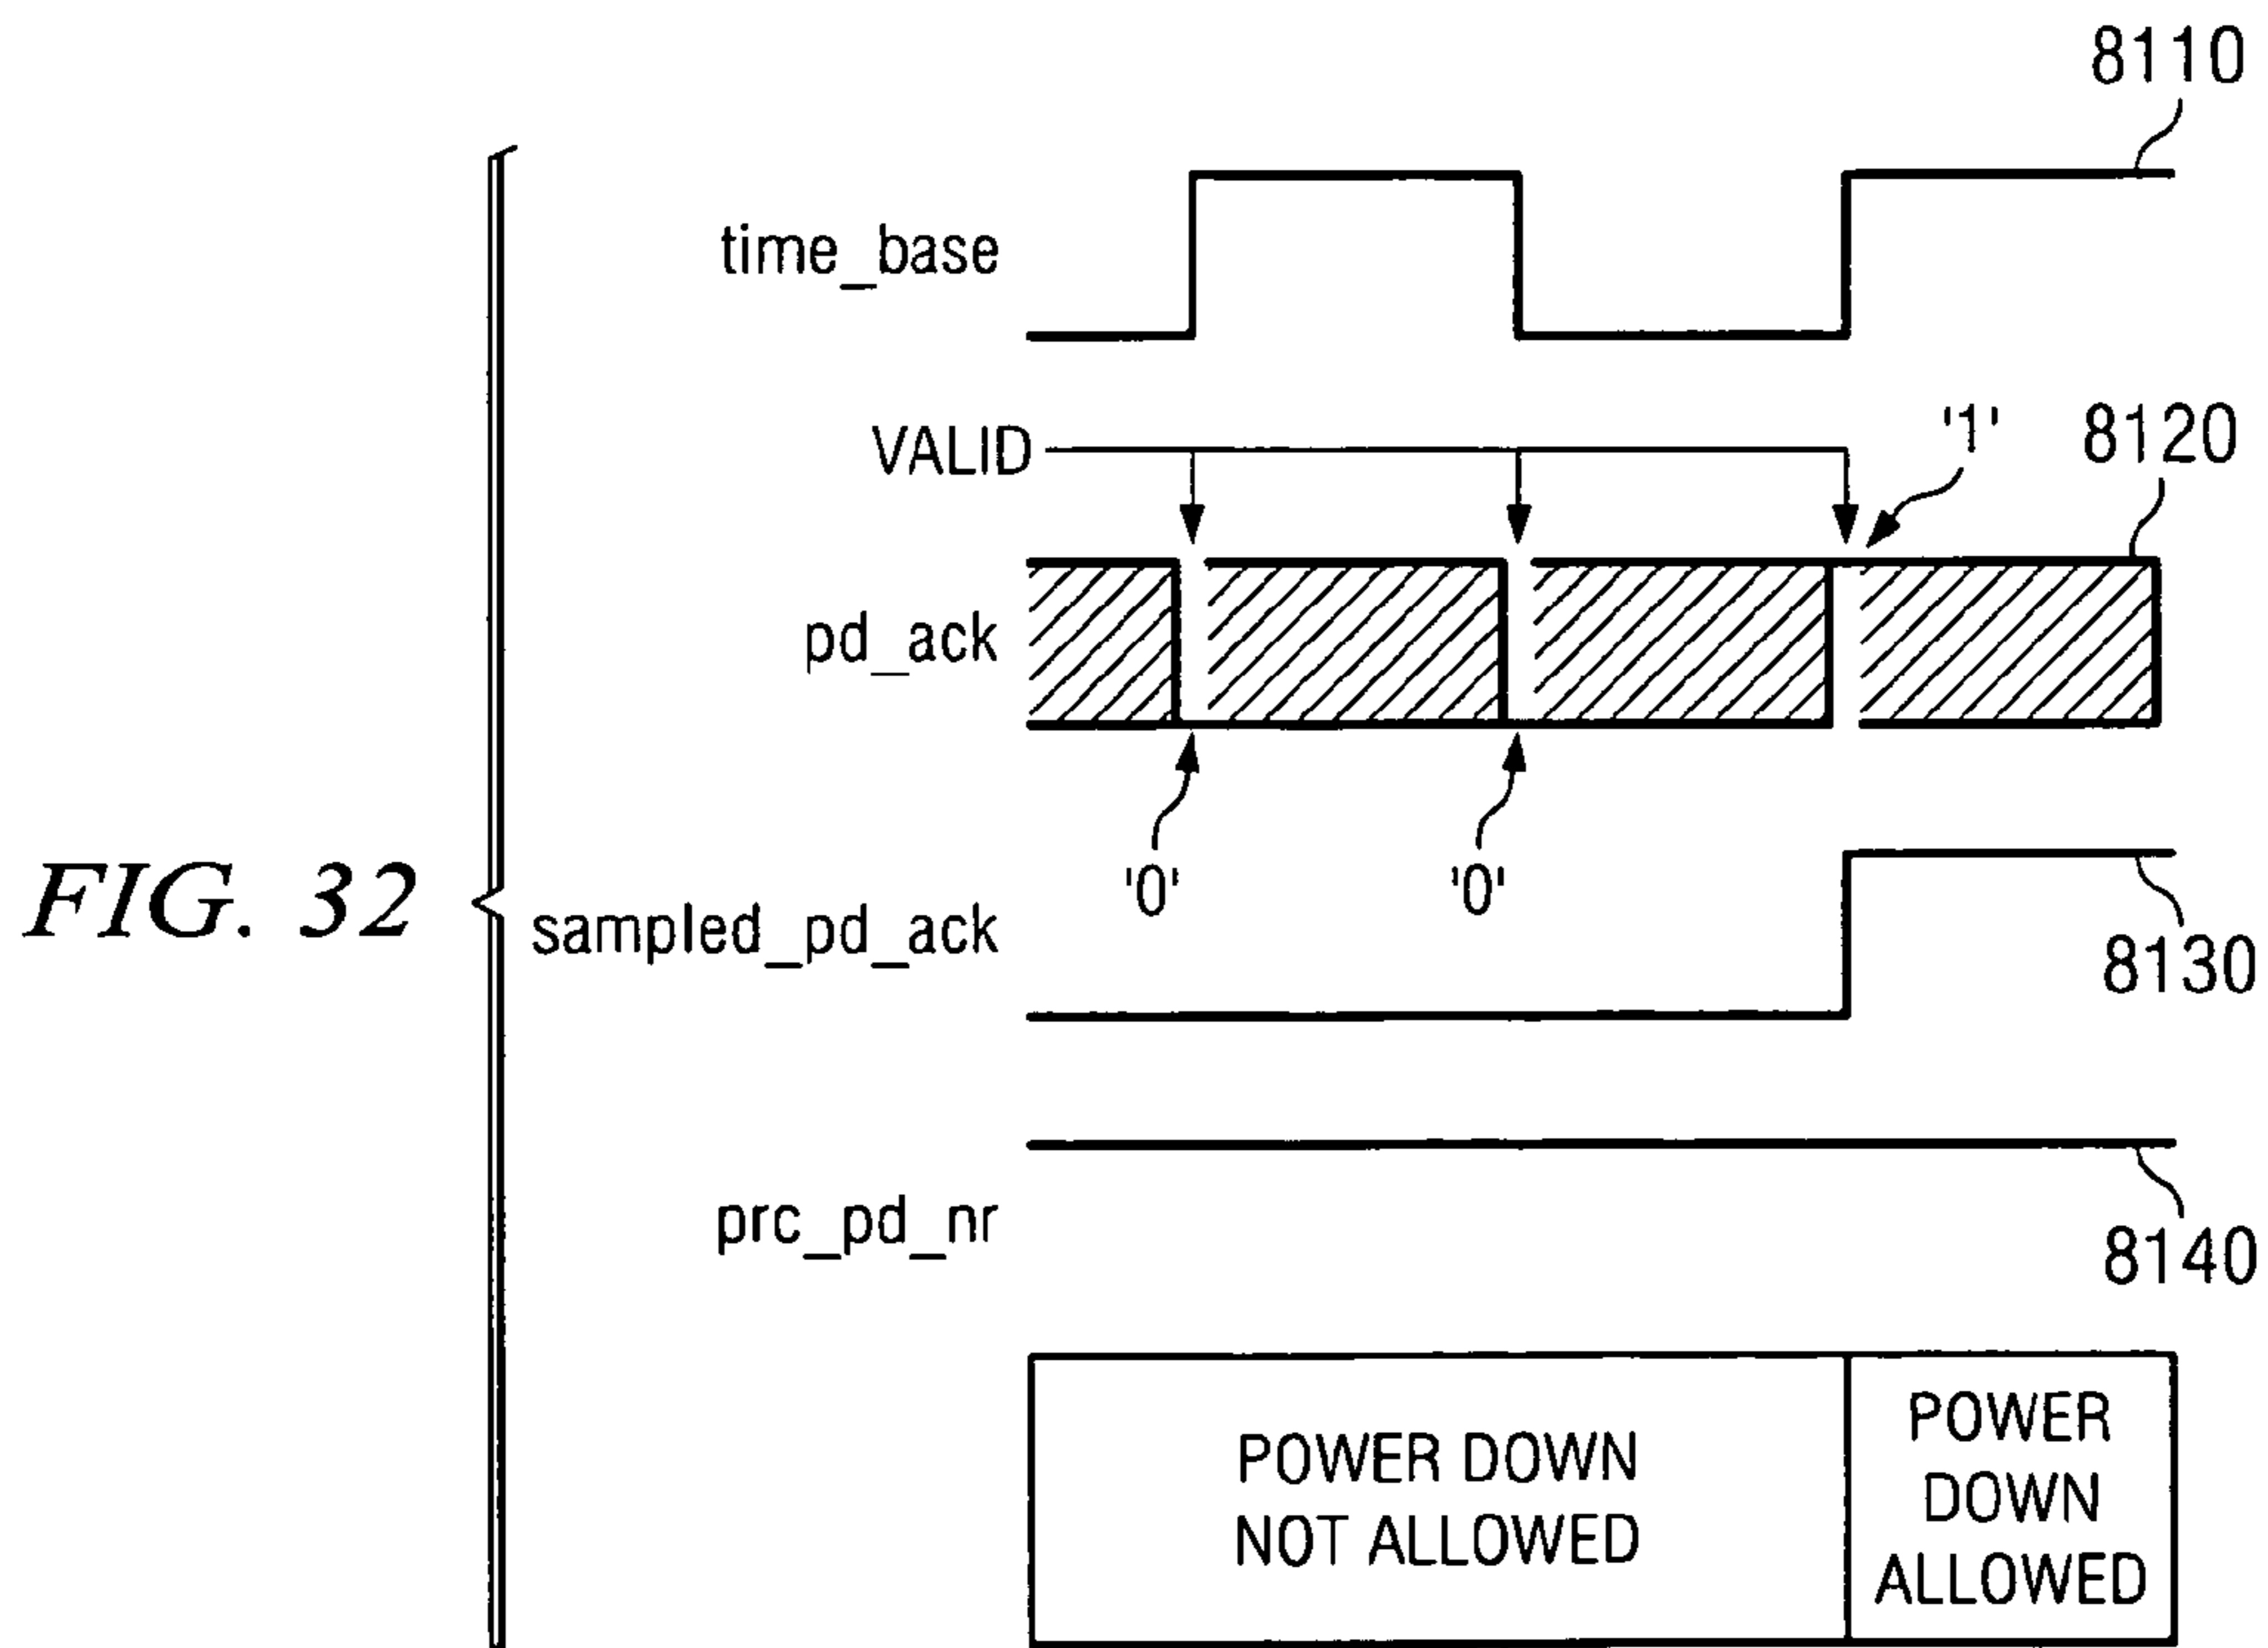 8110
time_base
VALID
'1'
8120
pd_ack
'0'
'0'
FIG. 32
sampled_pd_ack
8130
prc_pd_nr
8140
POWER DOWN
NOT ALLOWED
POWER
DOWN
ALLOWED